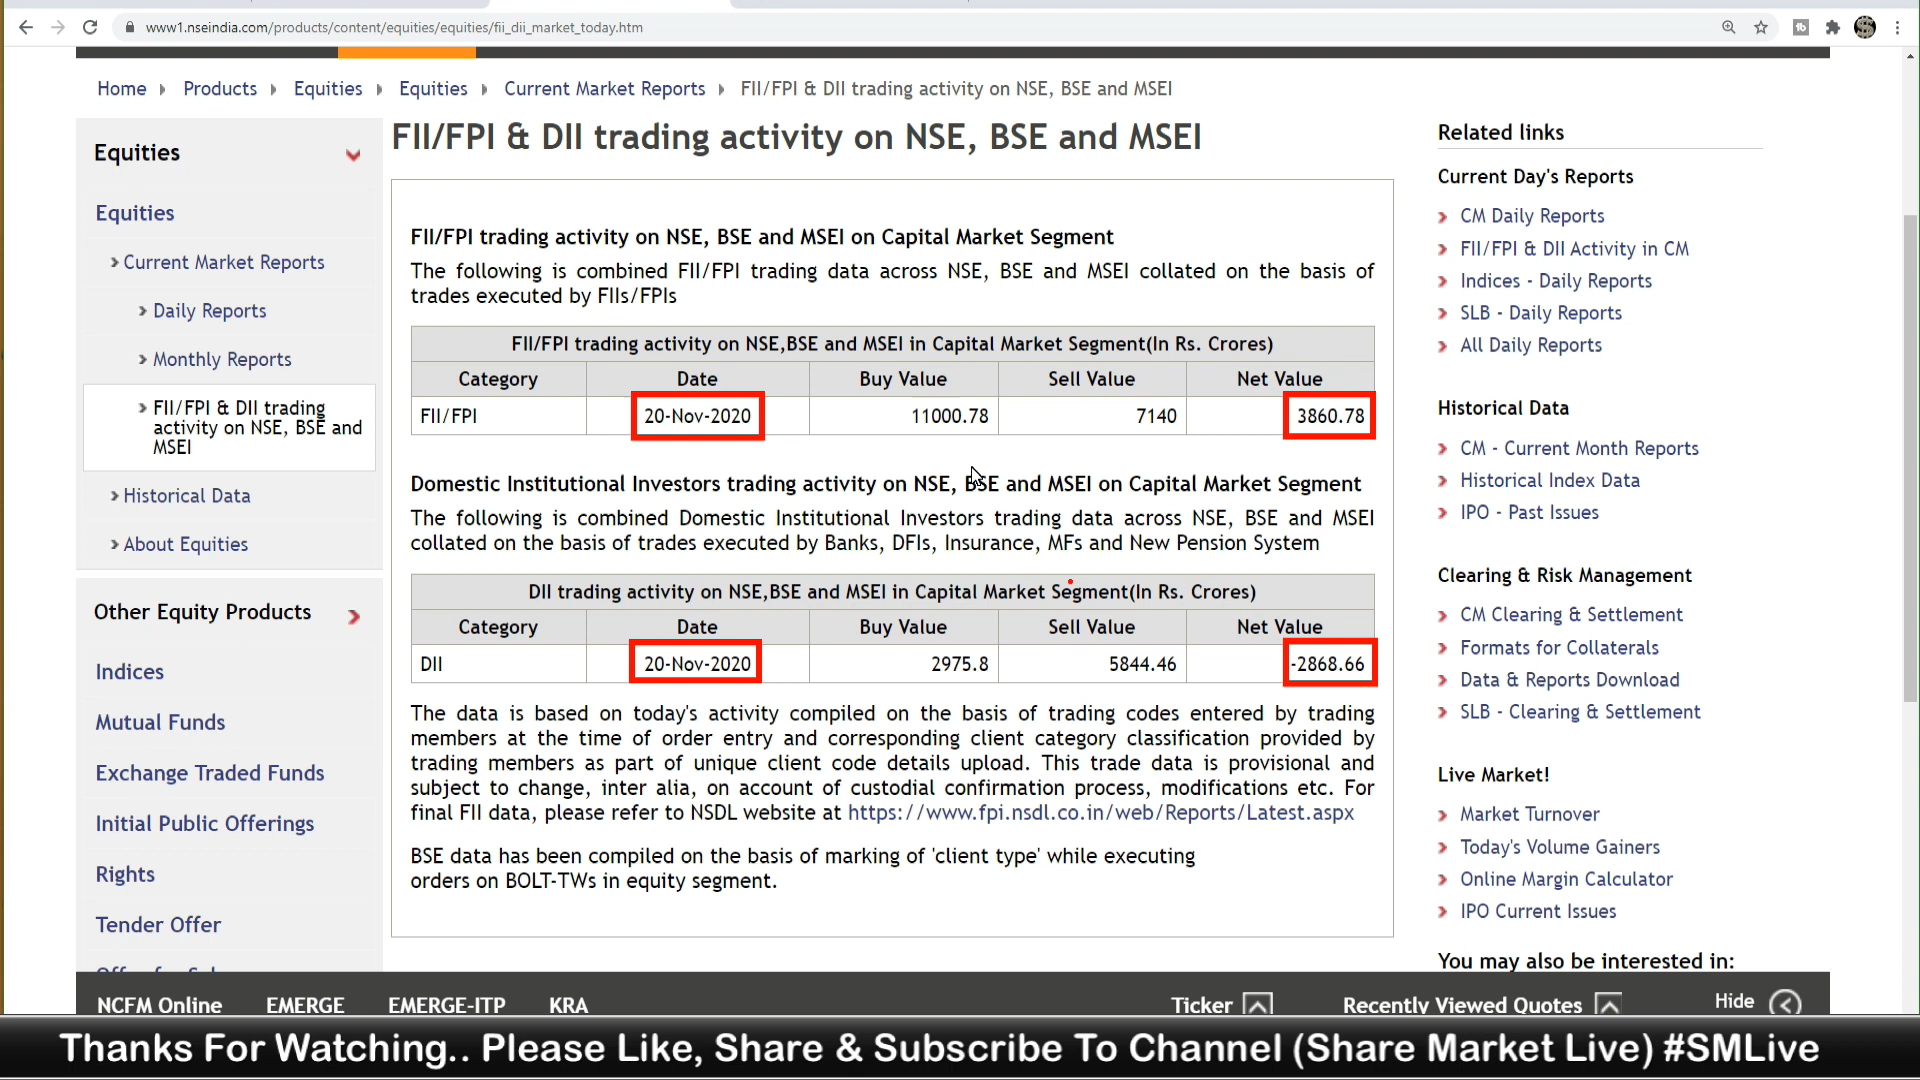 www1.nseindia.com/products/content/equities/equities/fii_dii_market_today.htm
Home Products Equities Equities Current Market Reports FII/FPI & DII trading activity on NSE, BSE and MSEI
Equities
Equities
Current Market Reports
Daily Reports
Monthly Reports
FII/FPI & DII trading
activity on NSE, BSE and
MSEI
Historical Data
About Equities
Other Equity Products
Indices
Mutual Funds
Exchange Traded Funds
Initial Public Offerings
Rights
Tender Offer
FII/FPI & DII trading activity on NSE, BSE and MSEI
FII/FPI trading activity on NSE, BSE and MSEI on Capital Market Segment
The following is combined FII/FPI trading data across NSE, BSE and MSEI collated on the basis of
trades executed by FIIs/FPIs
FII/FPI trading activity on NSE,BSE and MSEI in Capital Market Segment(In Rs. Crores)
Category Date Buy Value Sell Value Net Value
FII/FPI 20-Nov-2020 11000.78 7140 3860.78
Domestic Institutional Investors trading activity on NSE, BSE and MSEI on Capital Market Segment
The following is combined Domestic Institutional Investors trading data across NSE, BSE and MSEI
collated on the basis of trades executed by Banks, DFIs, Insurance, MFs and New Pension System
DII trading activity on NSE,BSE and MSEI in Capital Market Segment(In Rs. Crores)
Category Date Buy Value Sell Value Net Value
DII 20-Nov-2020 2975.8 5844.46 -2868.66
The data is based on today's activity compiled on the basis of trading codes entered by trading
members at the time of order entry and corresponding client category classification provided by
trading members as part of unique client code details upload. This trade data is provisional and
subject to change, inter alia, on account of custodial confirmation process, modifications etc. For
final FII data, please refer to NSDL website at https://www.fpi.nsdl.co.in/web/Reports/Latest.aspx
BSE data has been compiled on the basis of marking of 'client type' while executing
orders on BOLT-TWs in equity segment.
Related links
Current Day's Reports
CM Daily Reports
FII/FPI & DII Activity in CM
Indices - Daily Reports
SLB - Daily Reports
All Daily Reports
Historical Data
CM - Current Month Reports
Historical Index Data
IPO - Past Issues
Clearing & Risk Management
CM Clearing & Settlement
Formats for Collaterals
Data & Reports Download
SLB - Clearing & Settlement
Live Market!
Market Turnover
Today's Volume Gainers
Online Margin Calculator
IPO Current Issues
You may also be interested in:
NCFM Online EMERGE EMERGE-ITP KRA Ticker Recently Viewed Quotes Hide
Thanks For Watching.. Please Like, Share & Subscribe To Channel (Share Market Live) #SMLive